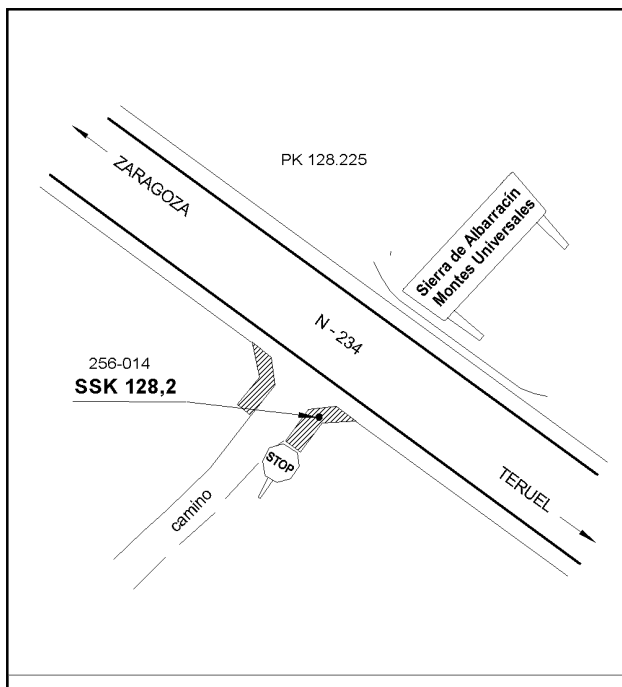 PK 128.225
ZARAGOZA
Sierra de Albarracín
Montes Universales
N - 234
256-014
SSK 128,2
STOP
camino
TERUEL